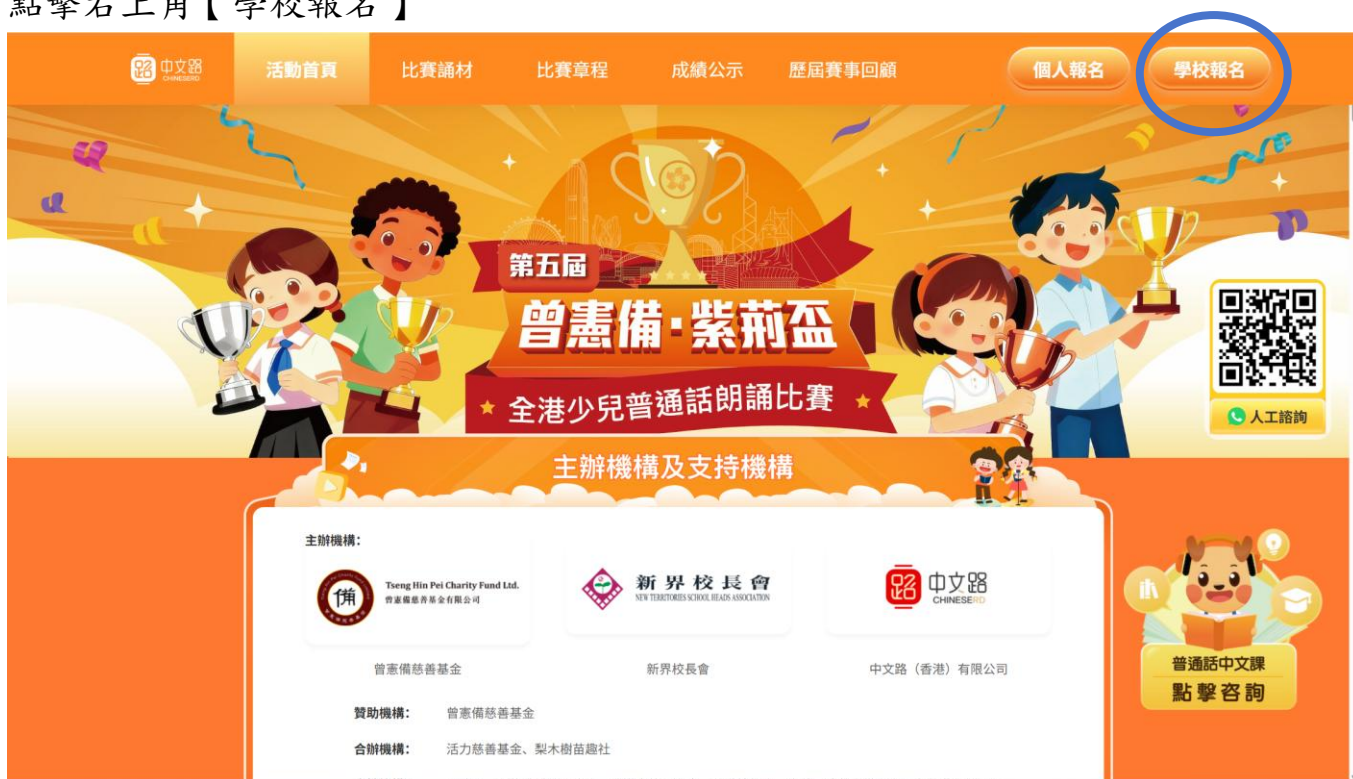 點擊右上角【學校報名】
中文路 活動首頁 比賽誦材 比賽章程 成績公示 歷屆賽事回顧 個人報名 學校報名
CHINESERD
第五屆
曾憲備·紫荊盃
全港少兒普通話朗誦比賽
人工諮詢
主辦機構及支持機構
主辦機構：
備 Tseng Hin Pei Charity Fund Ltd.
曾憲備慈善基金有限公司
新界校長會
NEW TERRITORIES SCHOOL HEADS ASSOCIATION
路 中文路
CHINESERD
曾憲備慈善基金 新界校長會 中文路（香港）有限公司
普通話中文課
點擊咨詢
贊助機構： 曾憲備慈善基金
合辦機構： 活力慈善基金、梨木樹苗趣社